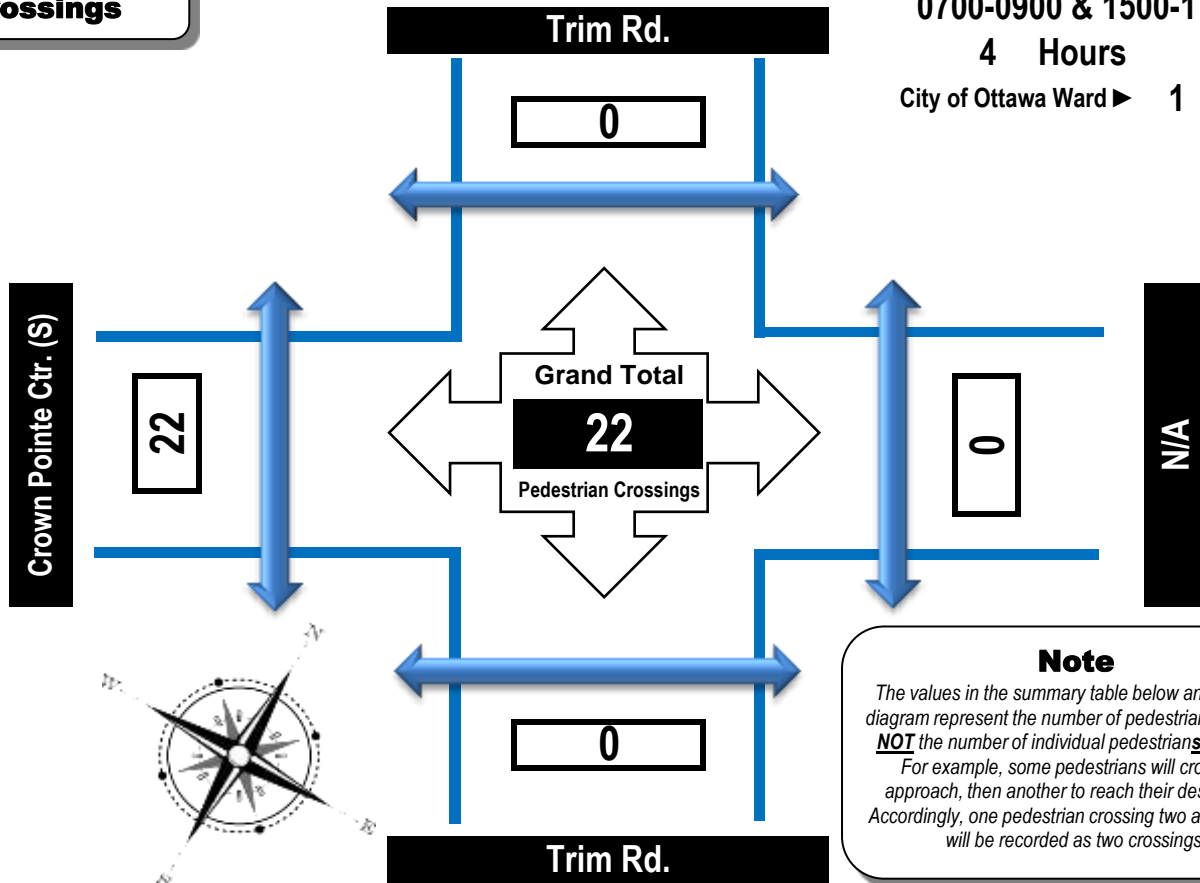 ossings
Trim Rd.
0700-0900 & 1500-1
4 Hours
City of Ottawa Ward ► 1
0
Crown Pointe Ctr. (S)
22
Grand Total
22
Pedestrian Crossings
0
N/A
N
W
E
0
Trim Rd.
Note
The values in the summary table below an
diagram represent the number of pedestrian
NOT the number of individual pedestrians
For example, some pedestrians will cro
approach, then another to reach their des
Accordingly, one pedestrian crossing two a
will be recorded as two crossings